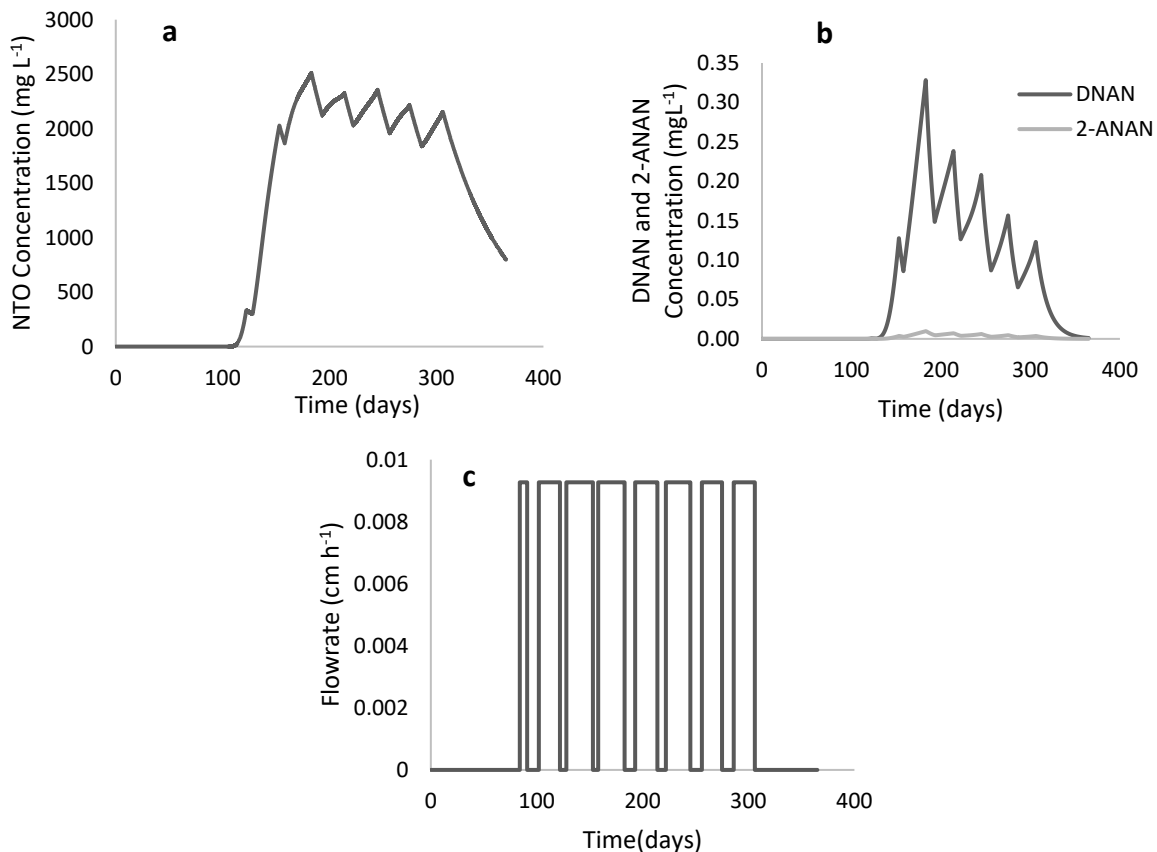 a
NTO Concentration (mg L-1)
3000
2500
2000
1500
1000
500
0
0 100 200 300 400
Time (days)
b
DNAN and 2-ANAN
Concentration (mgL-1)
0.35
0.30
0.25
0.20
0.15
0.10
0.05
0.00
DNAN
2-ANAN
0 100 200 300 400
Time (days)
c
Flowrate (cm h-1)
0.01
0.008
0.006
0.004
0.002
0
0 100 200 300 400
Time(days)